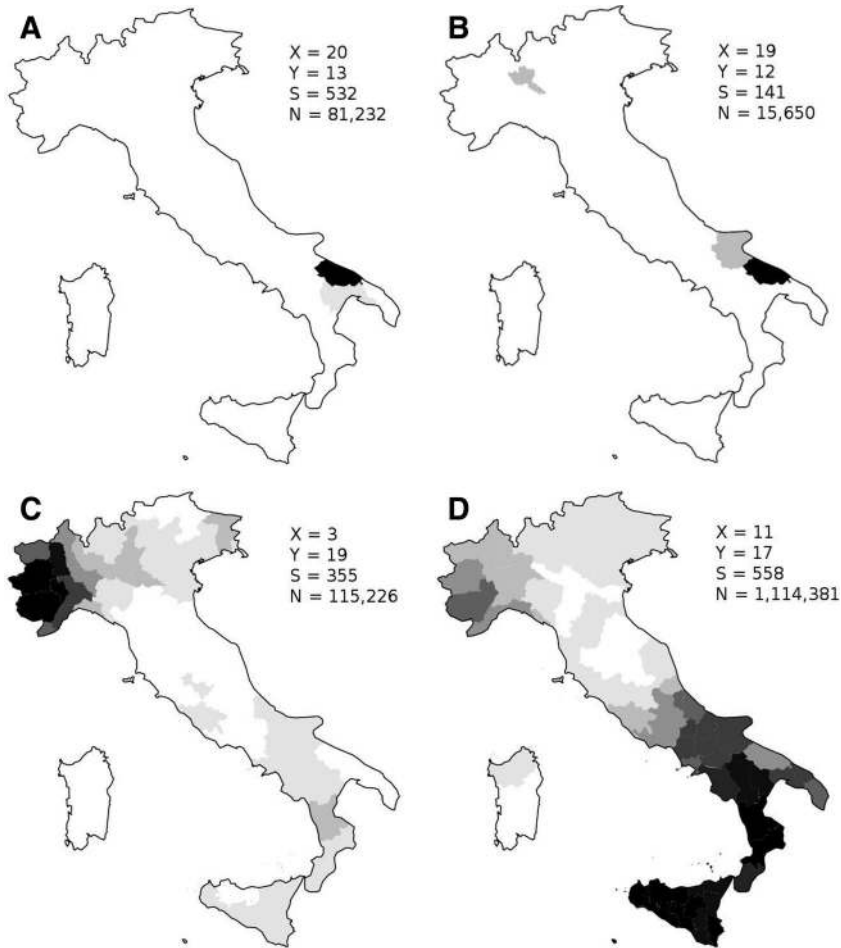 A
X = 20
Y = 13
S = 532
N = 81,232
B
X = 19
Y = 12
S = 141
N = 15,650
C
X = 3
Y = 19
S = 355
N = 115,226
D
X = 11
Y = 17
S = 558
N = 1,114,381